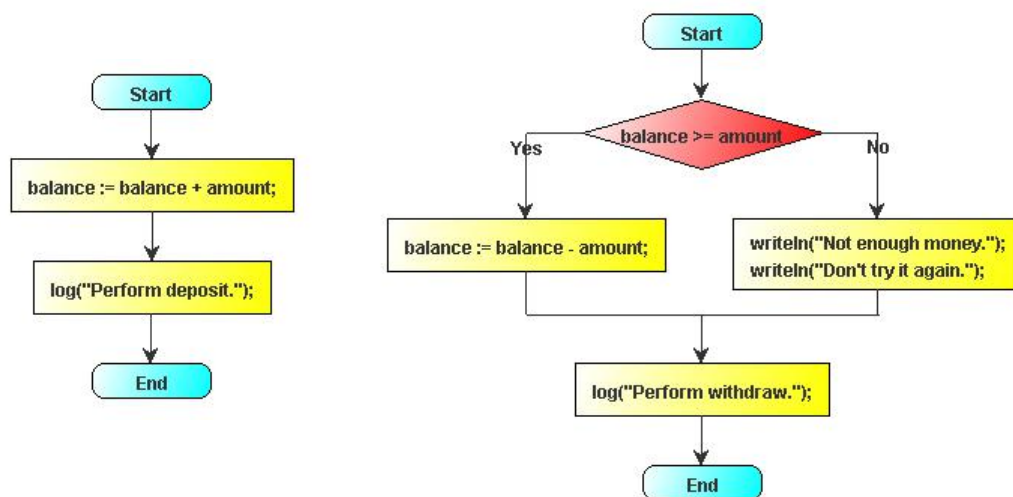 Start
balance := balance + amount;
log("Perform deposit.");
End
Start
balance >= amount
Yes
No
balance := balance - amount;
writeln("Not enough money.");
writeln("Don't try it again.");
log("Perform withdraw.");
End